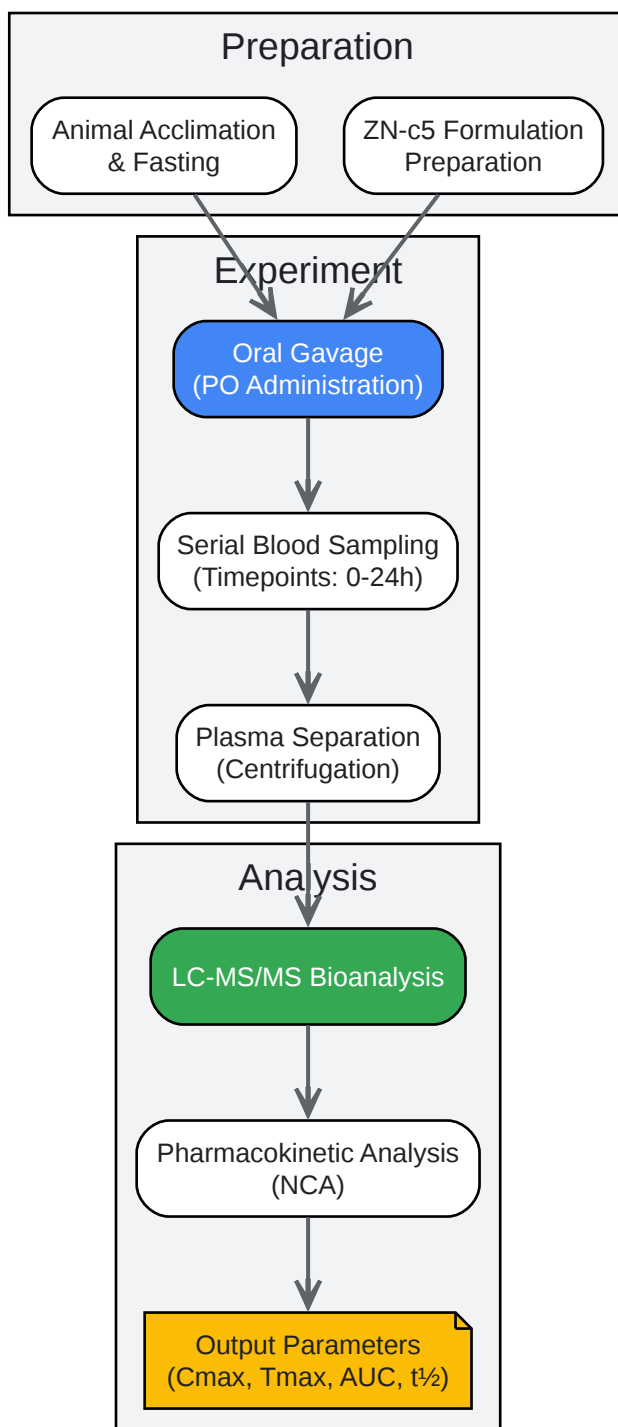 Preparation
Animal Acclimation
& Fasting
ZN-c5 Formulation
Preparation
Experiment
Oral Gavage
(PO Administration)
Serial Blood Sampling
(Timepoints: 0-24h)
Plasma Separation
(Centrifugation)
Analysis
LC-MS/MS Bioanalysis
Pharmacokinetic Analysis
(NCA)
Output Parameters
(Cmax, Tmax, AUC, t½)